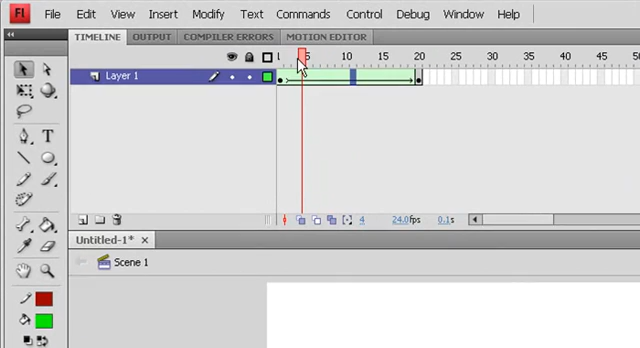 Fl File Edit View Insert Modify Text Commands Control Debug Window Help
TIMELINE OUTPUT COMPILER ERRORS MOTION EDITOR
5 10 15 20 25 30 35 40 45
Layer 1
4 24.0fps 0.1s
Untitled-1* ×
Scene 1
T